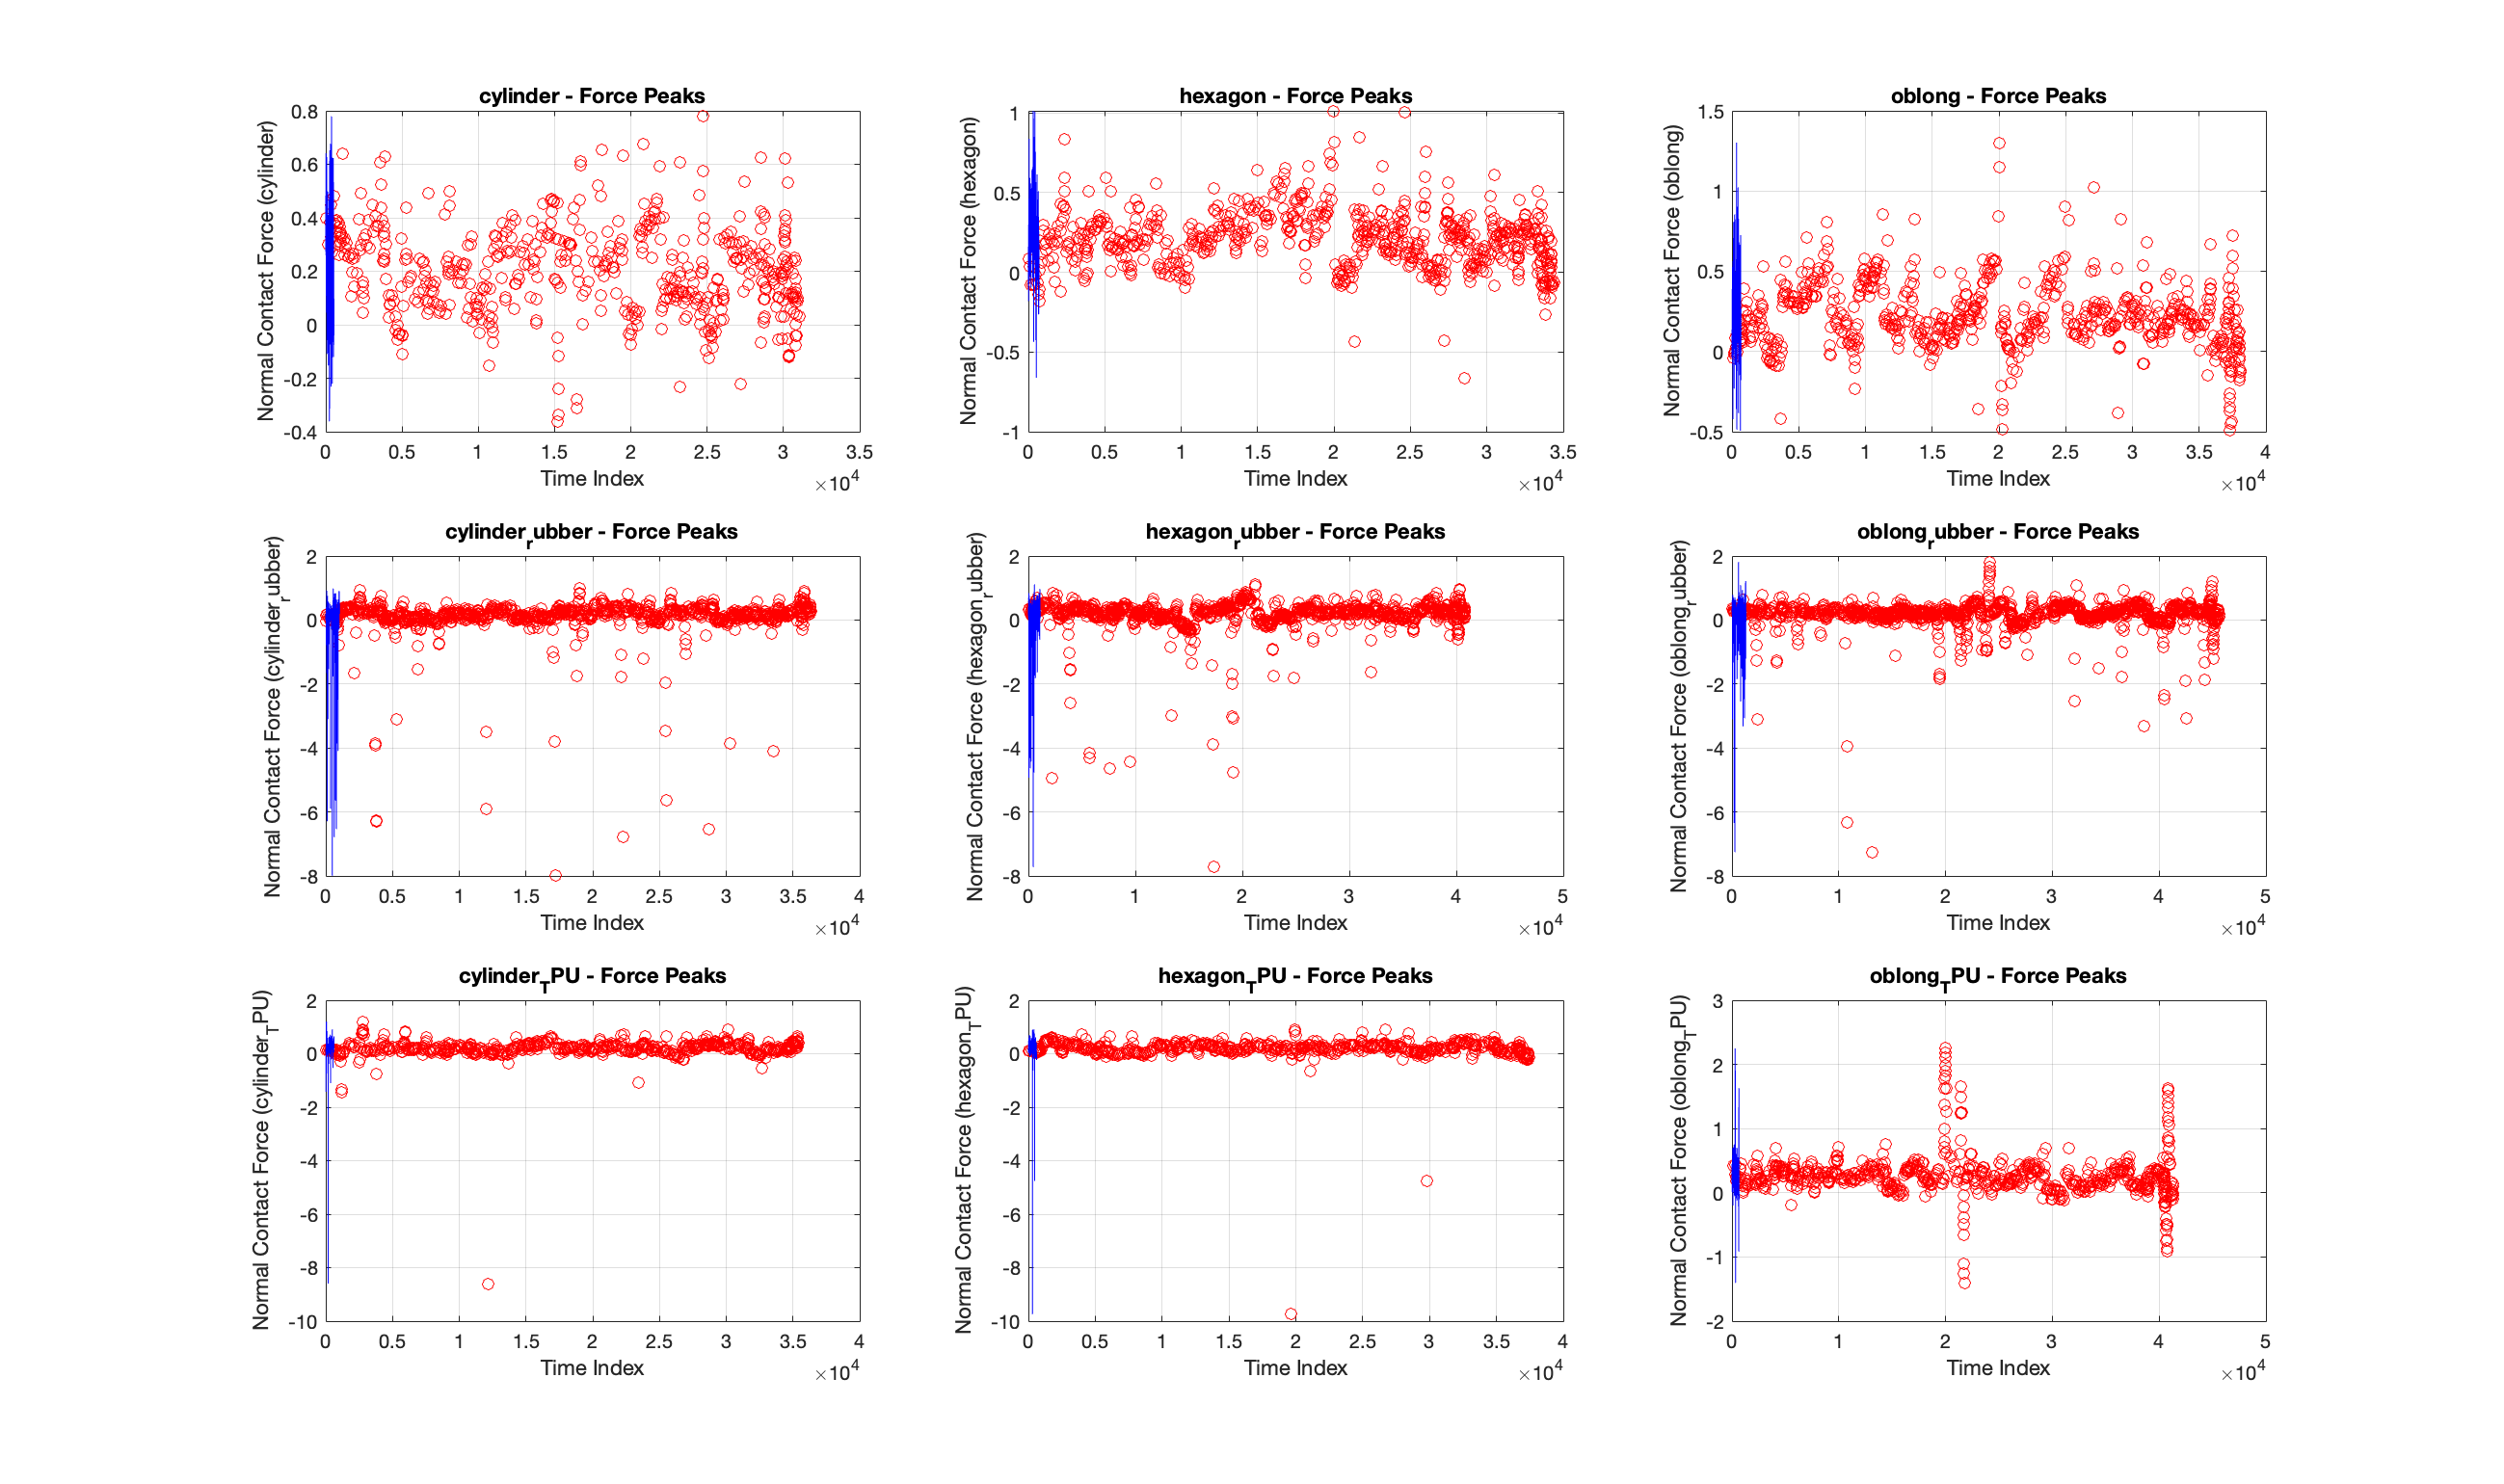 cylinder - Force Peaks
Normal Contact Force (cylinder)
0.8
0.6
0.4
0.2
0
-0.2
-0.4
0 0.5 1 1.5 2 2.5 3 3.5
Time Index
×10^4
hexagon - Force Peaks
Normal Contact Force (hexagon)
1
0.5
0
-0.5
-1
0 0.5 1 1.5 2 2.5 3 3.5
Time Index
×10^4
oblong - Force Peaks
Normal Contact Force (oblong)
1.5
1
0.5
0
-0.5
0 0.5 1 1.5 2 2.5 3 3.5 4
Time Index
×10^4
cylinder_rubber - Force Peaks
Normal Contact Force (cylinder_rubber)
2
0
-2
-4
-6
-8
0 0.5 1 1.5 2 2.5 3 3.5 4
Time Index
×10^4
hexagon_rubber - Force Peaks
Normal Contact Force (hexagon_rubber)
2
0
-2
-4
-6
-8
0 1 2 3 4 5
Time Index
×10^4
oblong_rubber - Force Peaks
Normal Contact Force (oblong_rubber)
2
0
-2
-4
-6
-8
0 1 2 3 4 5
Time Index
×10^4
cylinder_TPU - Force Peaks
Normal Contact Force (cylinder_TPU)
2
0
-2
-4
-6
-8
-10
0 0.5 1 1.5 2 2.5 3 3.5 4
Time Index
×10^4
hexagon_TPU - Force Peaks
Normal Contact Force (hexagon_TPU)
2
0
-2
-4
-6
-8
-10
0 0.5 1 1.5 2 2.5 3 3.5 4
Time Index
×10^4
oblong_TPU - Force Peaks
Normal Contact Force (oblong_TPU)
3
2
1
0
-1
-2
0 1 2 3 4 5
Time Index
×10^4